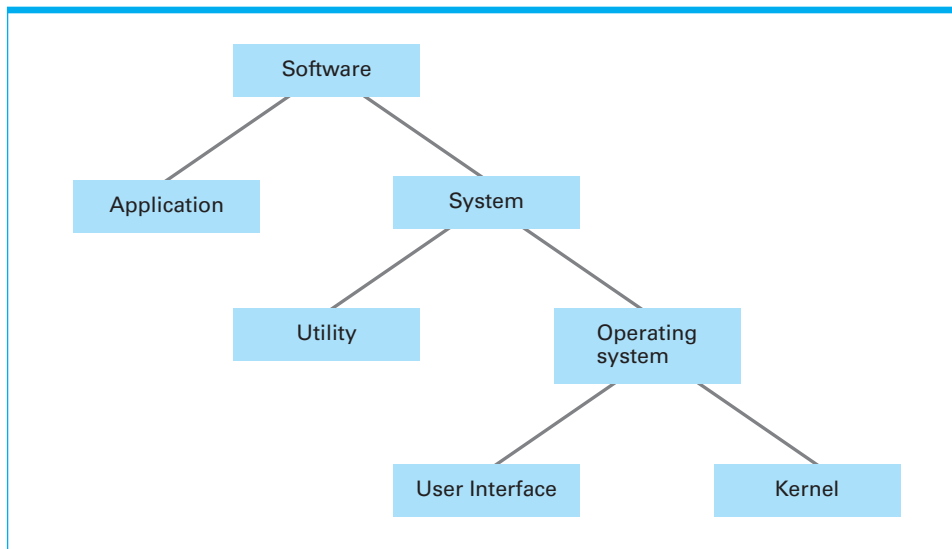 Software
Application
System
Utility
Operating
system
User Interface
Kernel